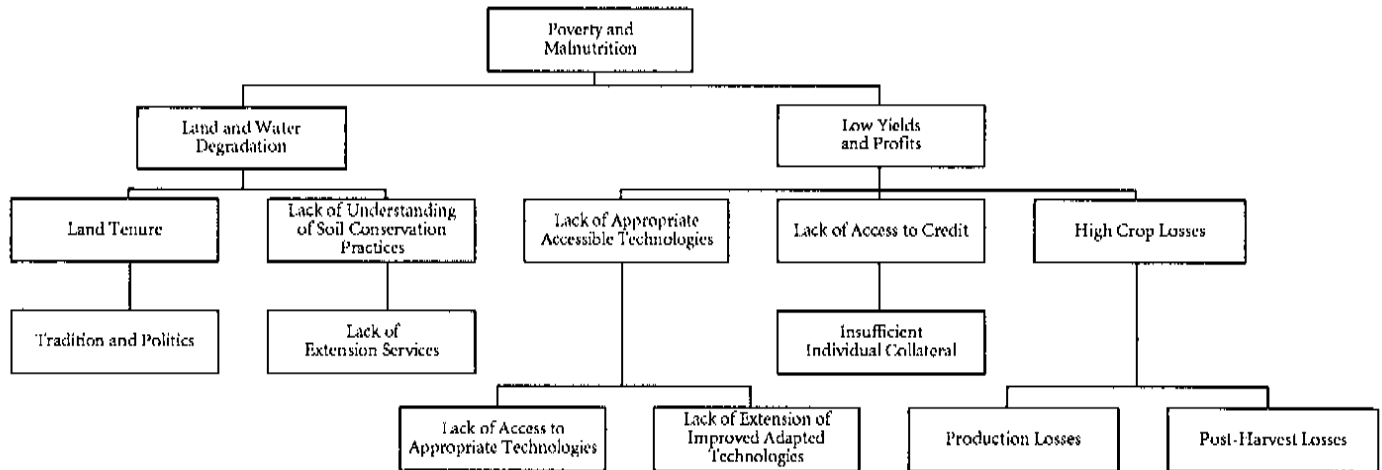 Poverty and
Malnutrition
Land and Water
Degradation
Low Yields
and Profits
Land Tenure
Lack of Understanding
of Soil Conservation
Practices
Lack of Appropriate
Accessible Technologies
Lack of Access to Credit
High Crop Losses
Tradition and Politics
Lack of
Extension Services
Insufficient
Individual Collateral
Lack of Access to
Appropriate Technologies
Lack of Extension of
Improved Adapted
Technologies
Production Losses
Post-Harvest Losses